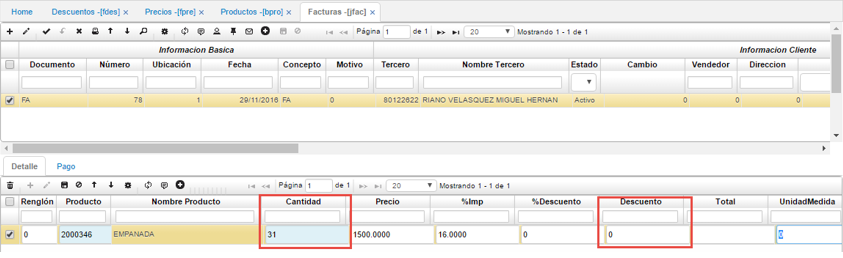 Home Descuentos -[fdes] × Precios -[fpre] × Productos -[bpro] × Facturas -[jfac] ×
Página 1 de 1 20 Mostrando 1 - 1 de 1
Informacion Basica Informacion Cliente
Documento Número Ubicación Fecha Concepto Motivo Tercero Nombre Tercero Estado Cambio Vendedor Direccion
FA 78 1 29/11/2016 FA 0 80122622 RIANO VELASQUEZ MIGUEL HERNAN Activo 0 0 0
Detalle Pago
Página 1 de 1 20 Mostrando 1 - 1 de 1
Renglón Producto Nombre Producto Cantidad Precio %Imp %Descuento Descuento Total UnidadMedida
0 2000346 EMPANADA 31 1500.0000 16.0000 0 0 0